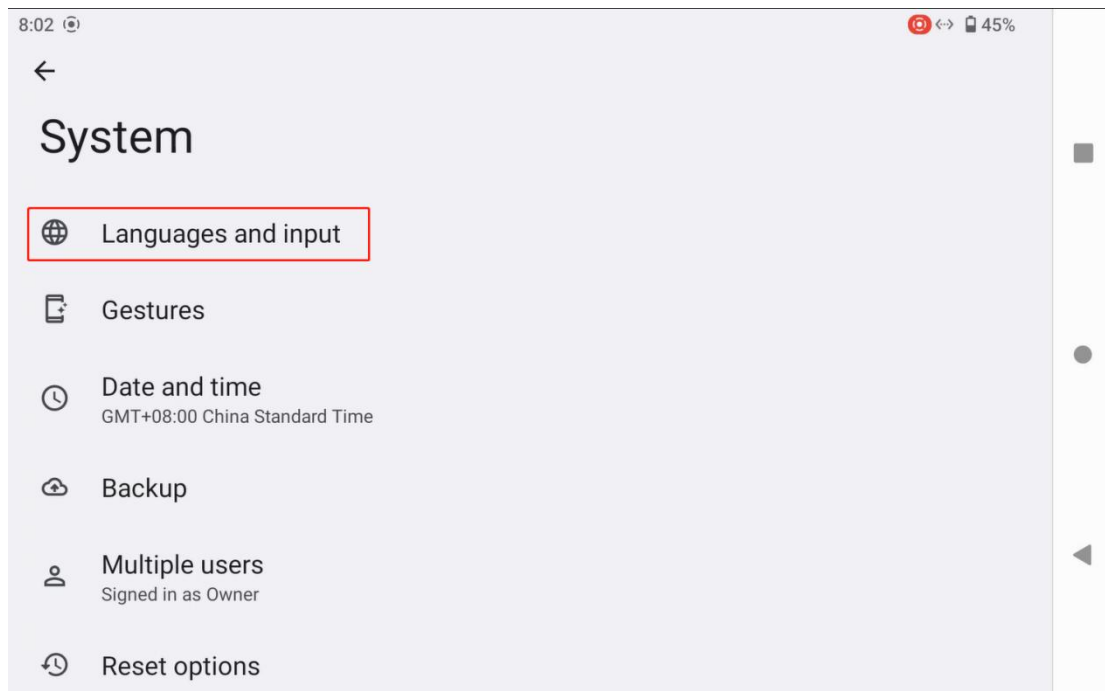 8:02
45%
System
Languages and input
Gestures
Date and time
GMT+08:00 China Standard Time
Backup
Multiple users
Signed in as Owner
Reset options